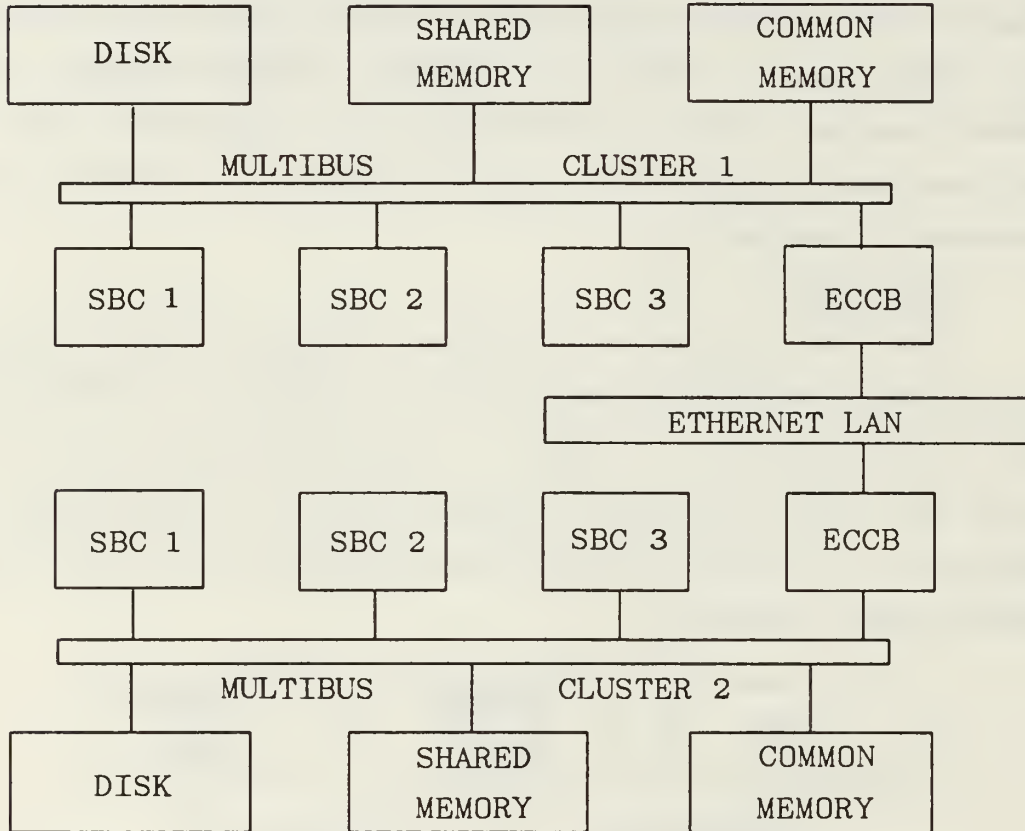 DISK
SHARED
MEMORY
COMMON
MEMORY
MULTIBUS CLUSTER 1
SBC 1
SBC 2
SBC 3
ECCB
ETHERNET LAN
SBC 1
SBC 2
SBC 3
ECCB
MULTIBUS CLUSTER 2
DISK
SHARED
MEMORY
COMMON
MEMORY